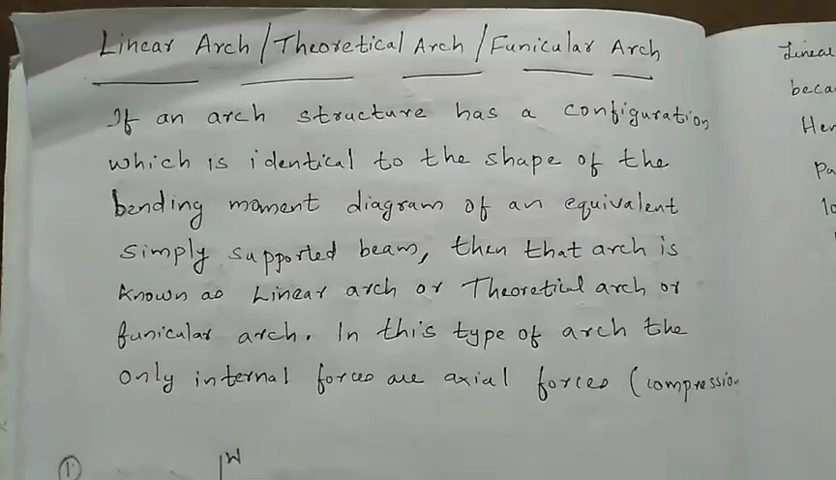 Linear Arch/Theoretical Arch/Funicular Arch
If an arch structure has a configuration
which is identical to the shape of the
bending moment diagram of an equivalent
simply supported beam, then that arch is
known as Linear arch or Theoretical arch or
funicular arch. In this type of arch the
only internal forces are axial forces (compression
① W
Linear
beca
Her
Pa
lo